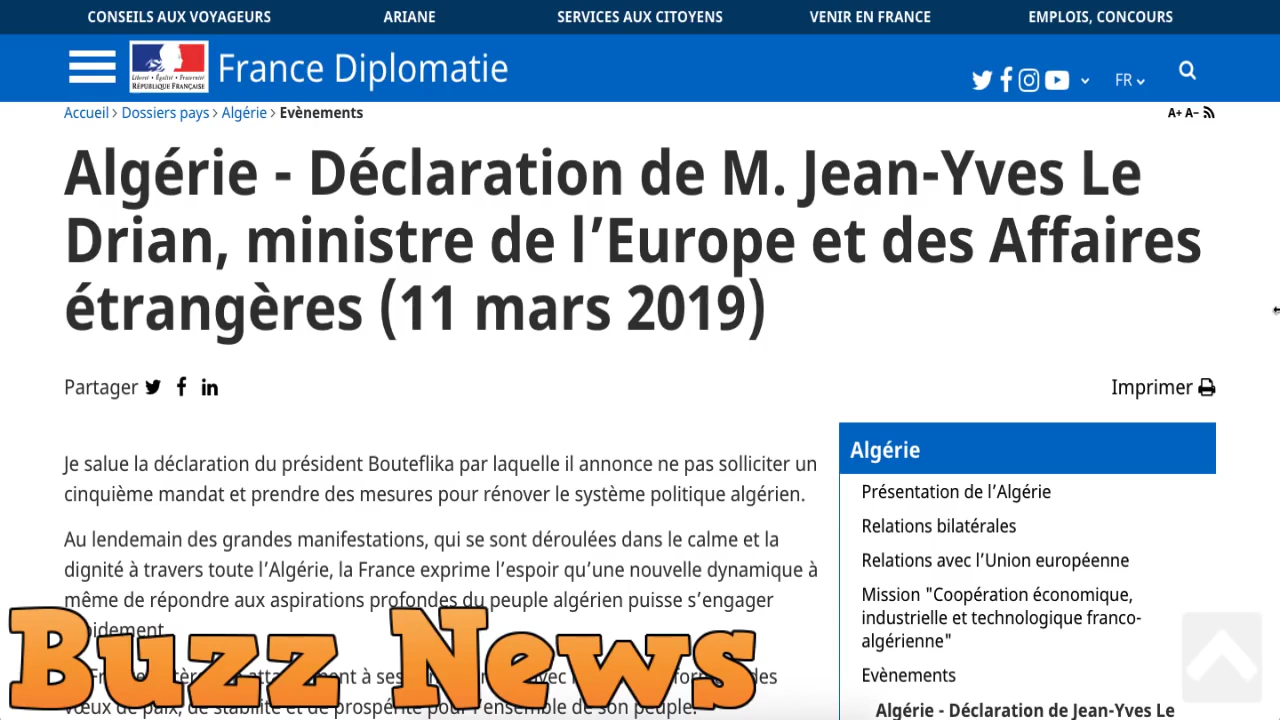 CONSEILS AUX VOYAGEURS ARIANE SERVICES AUX CITOYENS VENIR EN FRANCE EMPLOIS, CONCOURS
Liberté • Égalité • Fraternité
RÉPUBLIQUE FRANÇAISE
France Diplomatie
FR
Accueil > Dossiers pays > Algérie > Evènements
A+ A-
Algérie - Déclaration de M. Jean-Yves Le
Drian, ministre de l’Europe et des Affaires
étrangères (11 mars 2019)
Partager
Imprimer
Je salue la déclaration du président Bouteflika par laquelle il annonce ne pas solliciter un
cinquième mandat et prendre des mesures pour rénover le système politique algérien.
Au lendemain des grandes manifestations, qui se sont déroulées dans le calme et la
dignité à travers toute l’Algérie, la France exprime l’espoir qu’une nouvelle dynamique à
même de répondre aux aspirations profondes du peuple algérien puisse s’engager
à ses
des
vœux de paix, de stabilité et de prospérité pour l’ensemble de son peuple.
Buzz News
Algérie
Présentation de l’Algérie
Relations bilatérales
Relations avec l’Union européenne
Mission "Coopération économique,
industrielle et technologique franco-
algérienne"
Evènements
Algérie - Déclaration de Jean-Yves Le